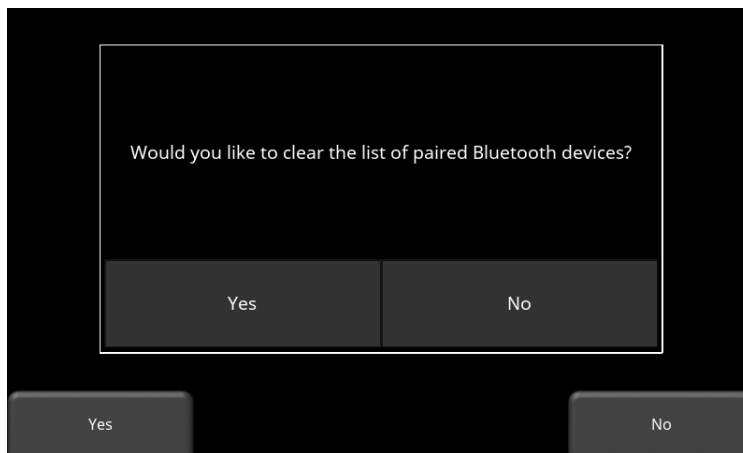 Would you like to clear the list of paired Bluetooth devices?
Yes No
Yes No